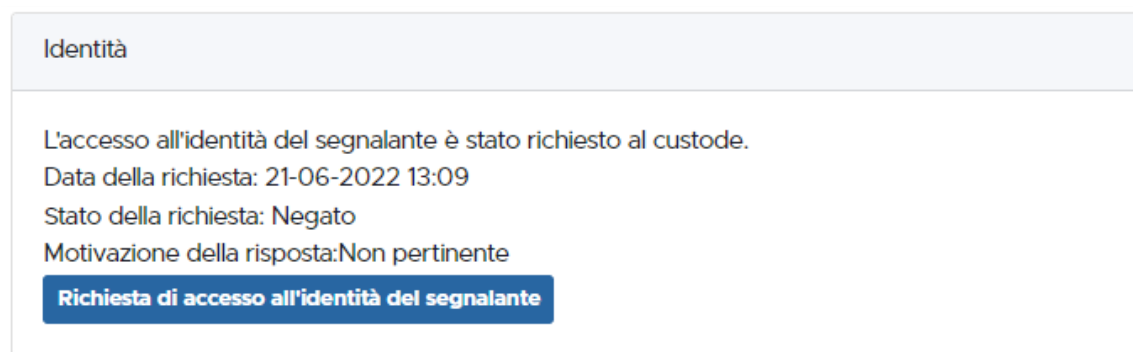 Identità
L'accesso all'identità del segnalante è stato richiesto al custode.
Data della richiesta: 21-06-2022 13:09
Stato della richiesta: Negato
Motivazione della risposta:Non pertinente
Richiesta di accesso all'identità del segnalante